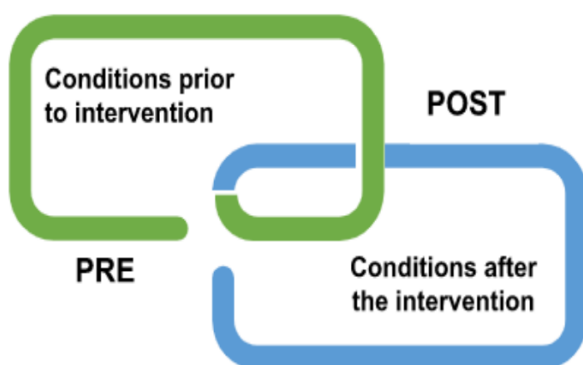 Conditions prior
to intervention
POST
PRE
Conditions after
the intervention